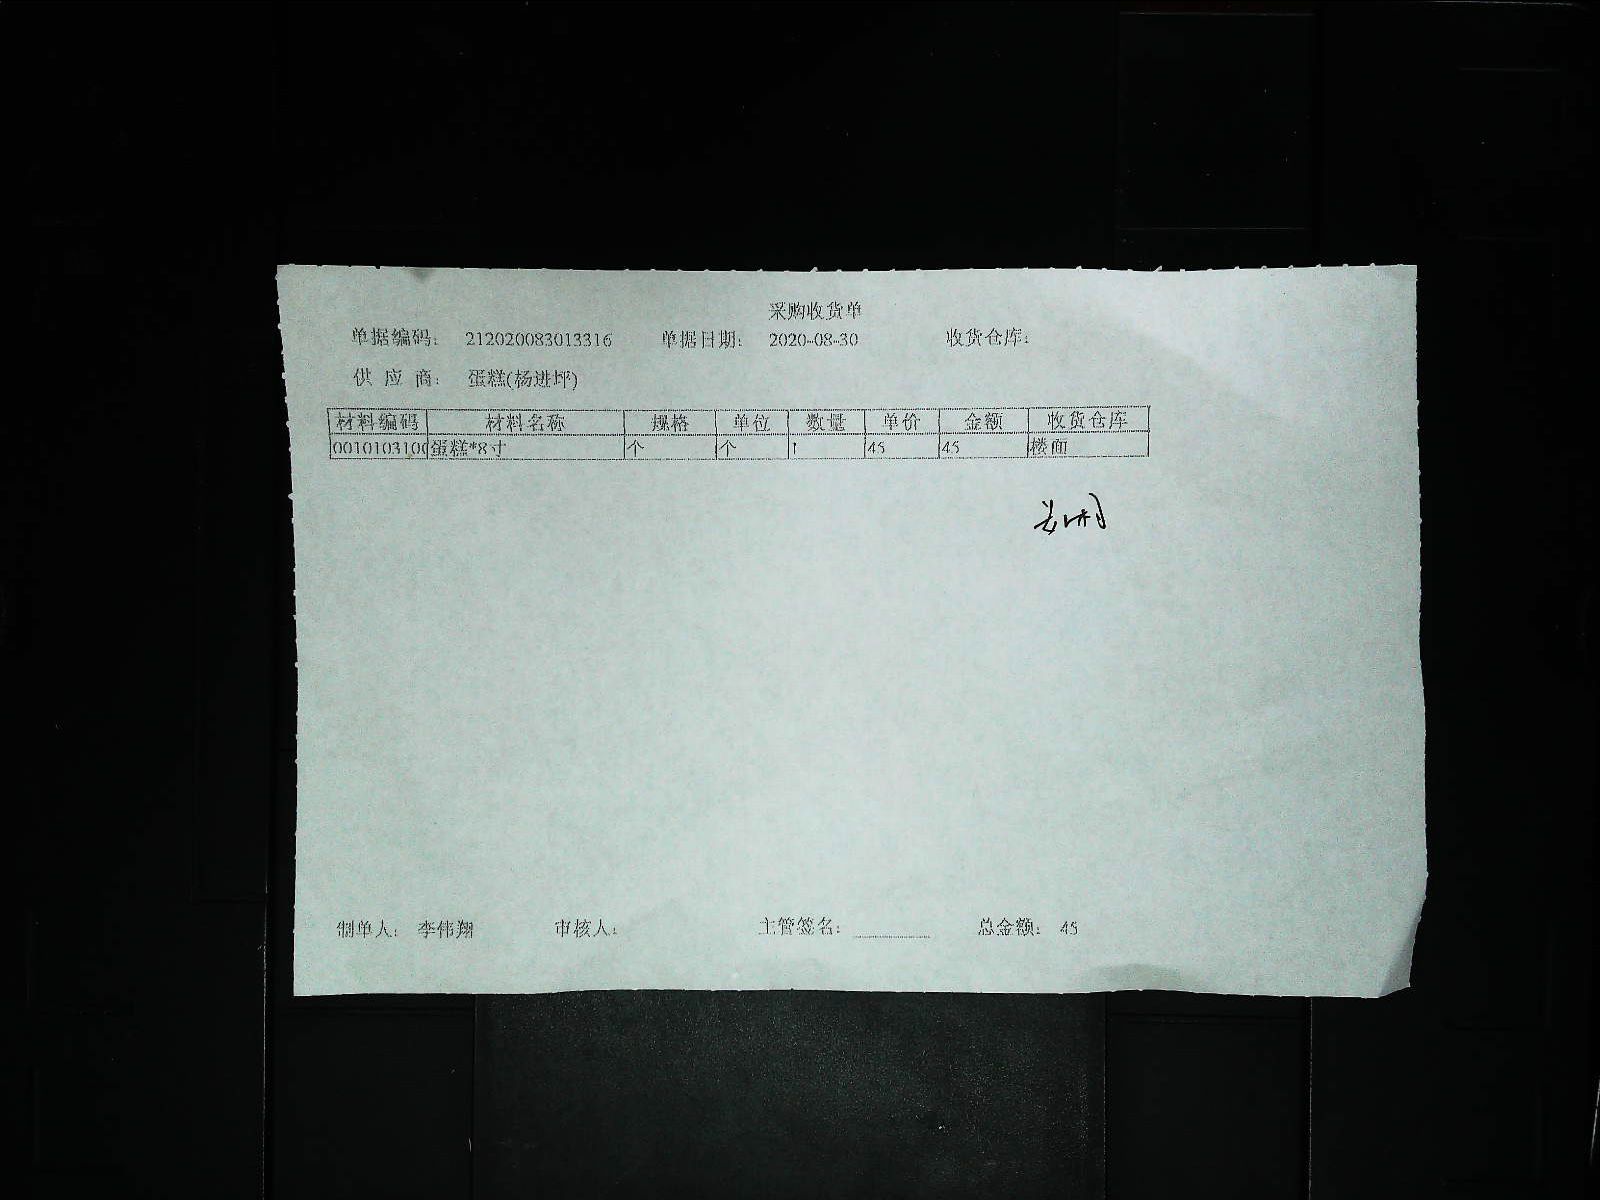 采购收货单
单据编码： 212020083013316 单据日期： 2020-08-30 收货仓库：
供应商： 蛋糕(杨进坪)
材料编码 材料名称 规格 单位 数量 单价 金额 收货仓库
0010103100 蛋糕*8寸 个 个 1 45 45 楼面
制单人： 李伟翔 审核人： 主管签名： 总金额： 45